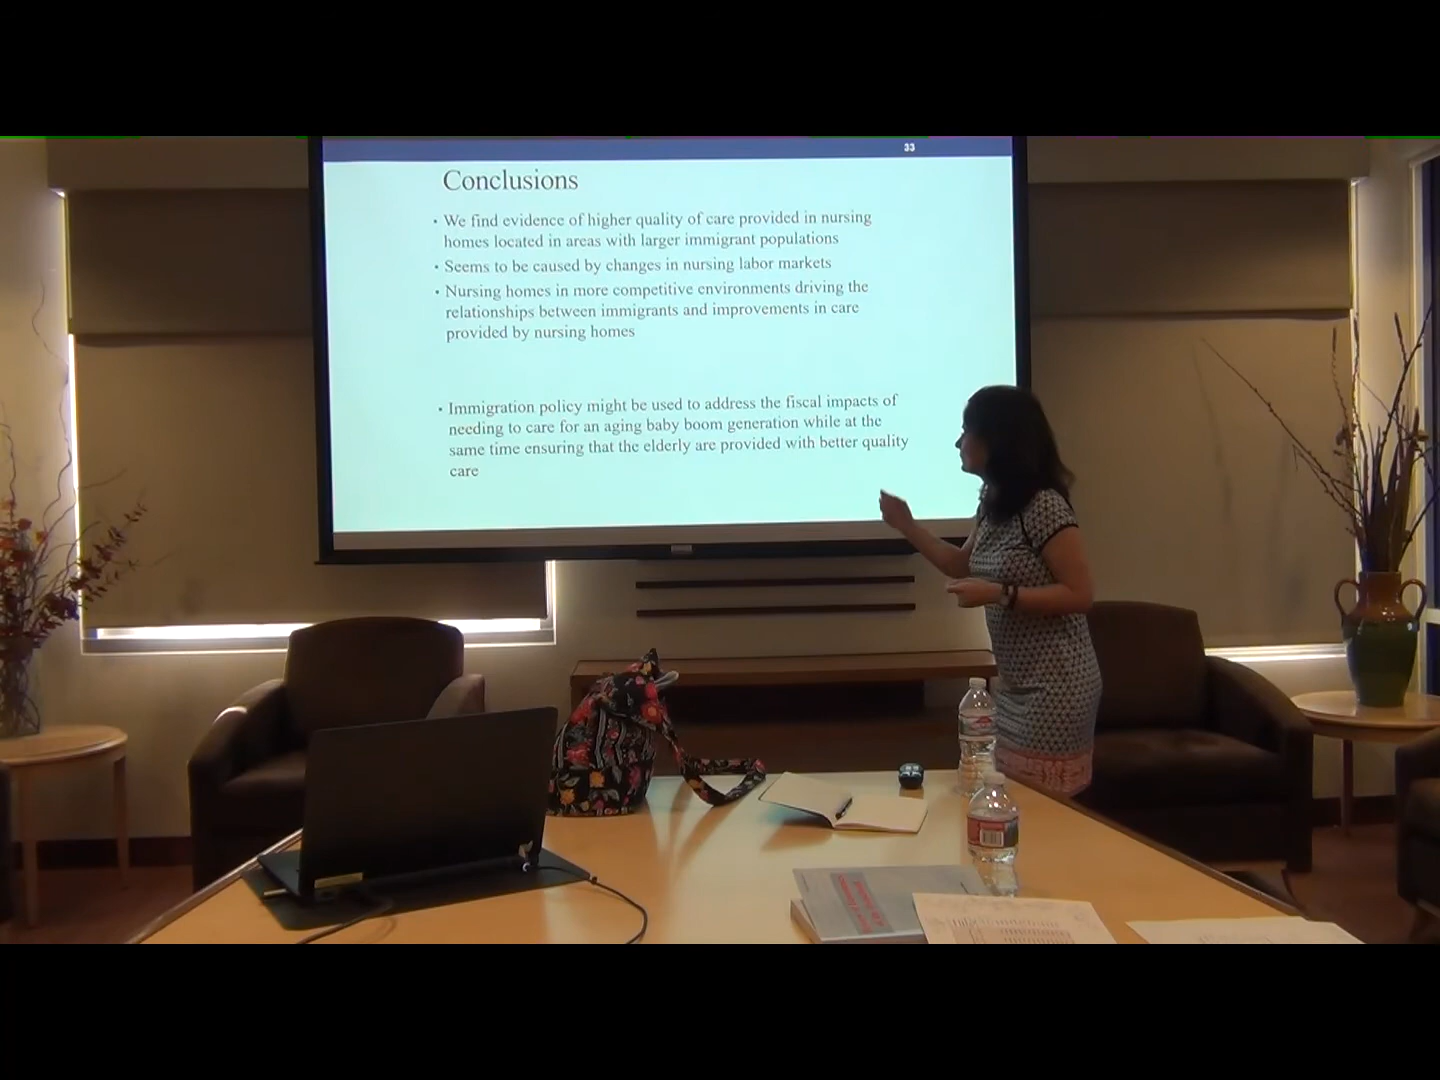 33
Conclusions
• We find evidence of higher quality of care provided in nursing
homes located in areas with larger immigrant populations
• Seems to be caused by changes in nursing labor markets
• Nursing homes in more competitive environments driving the
relationships between immigrants and improvements in care
provided by nursing homes
• Immigration policy might be used to address the fiscal impacts of
needing to care for an aging baby boom generation while at the
same time ensuring that the elderly are provided with better quality
care